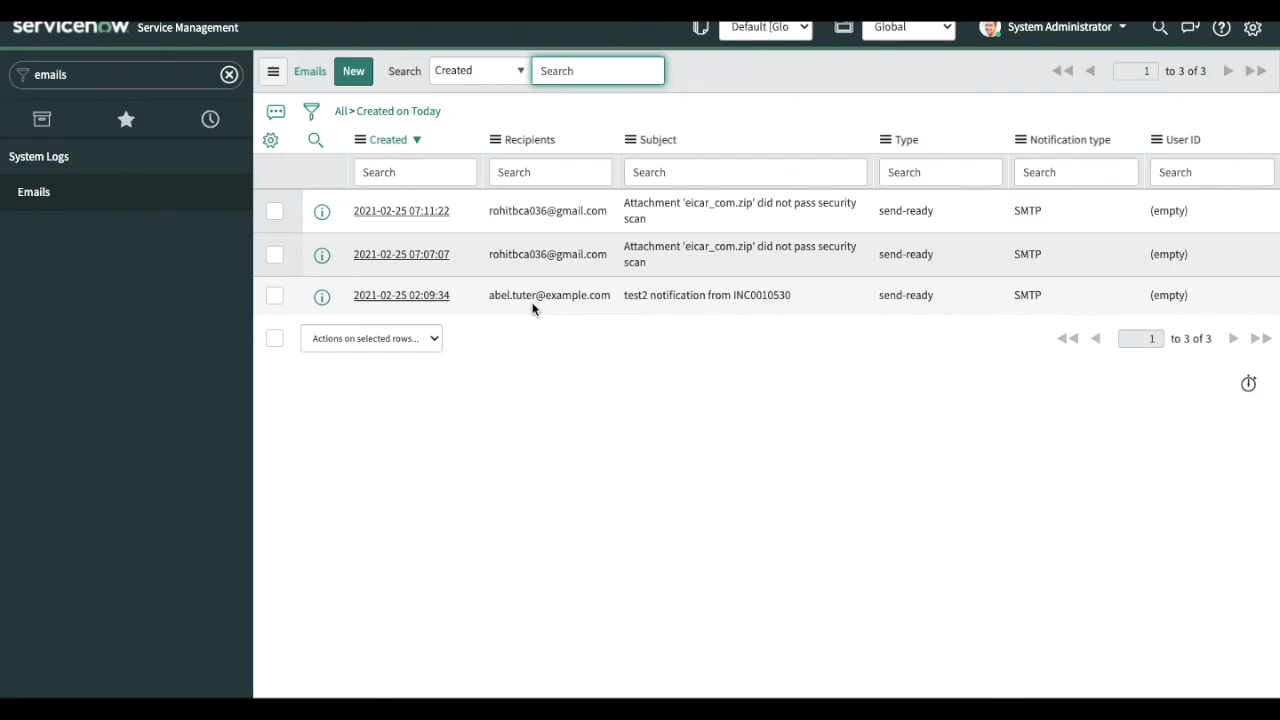 servicenow Service Management
Default [Glo
Global
System Administrator
emails
Emails New Search Created Search
1 to 3 of 3
All > Created on Today
System Logs
Emails
Created Recipients Subject Type Notification type User ID
Search Search Search Search Search Search
2021-02-25 07:11:22 rohitbca036@gmail.com Attachment 'eicar_com.zip' did not pass security scan send-ready SMTP (empty)
2021-02-25 07:07:07 rohitbca036@gmail.com Attachment 'eicar_com.zip' did not pass security scan send-ready SMTP (empty)
2021-02-25 02:09:34 abel.tuter@example.com test2 notification from INC0010530 send-ready SMTP (empty)
Actions on selected rows...
1 to 3 of 3